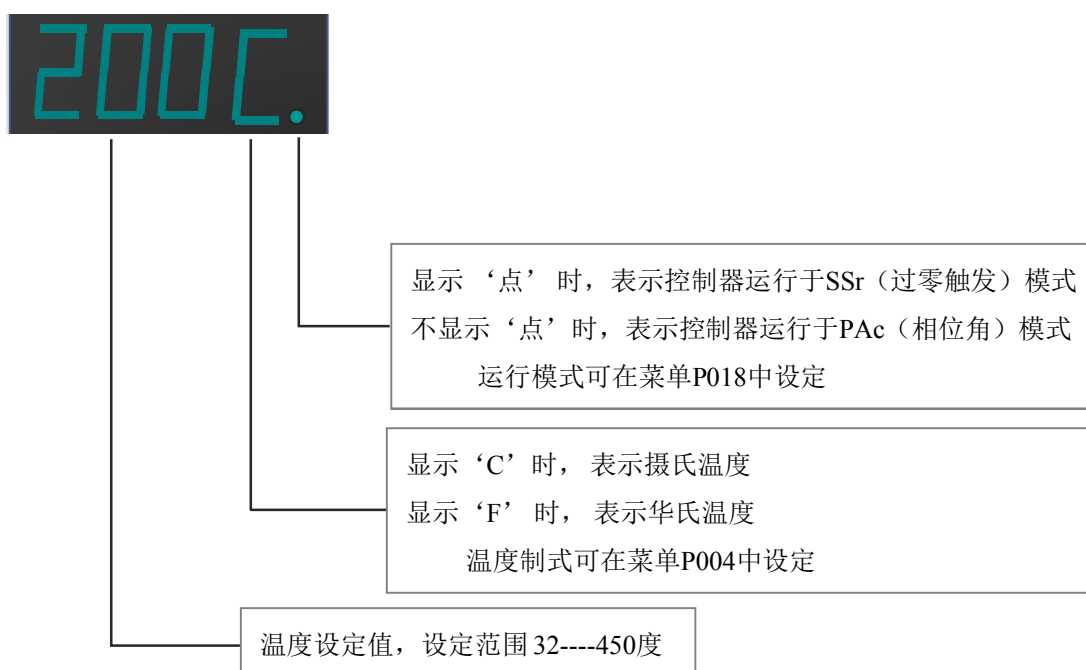 200C.
显示 ‘点’ 时，表示控制器运行于SSr（过零触发）模式
不显示‘点’时，表示控制器运行于PAc（相位角）模式
运行模式可在菜单P018中设定
显示‘C’时， 表示摄氏温度
显示‘F’ 时， 表示华氏温度
温度制式可在菜单P004中设定
温度设定值，设定范围 32----450度